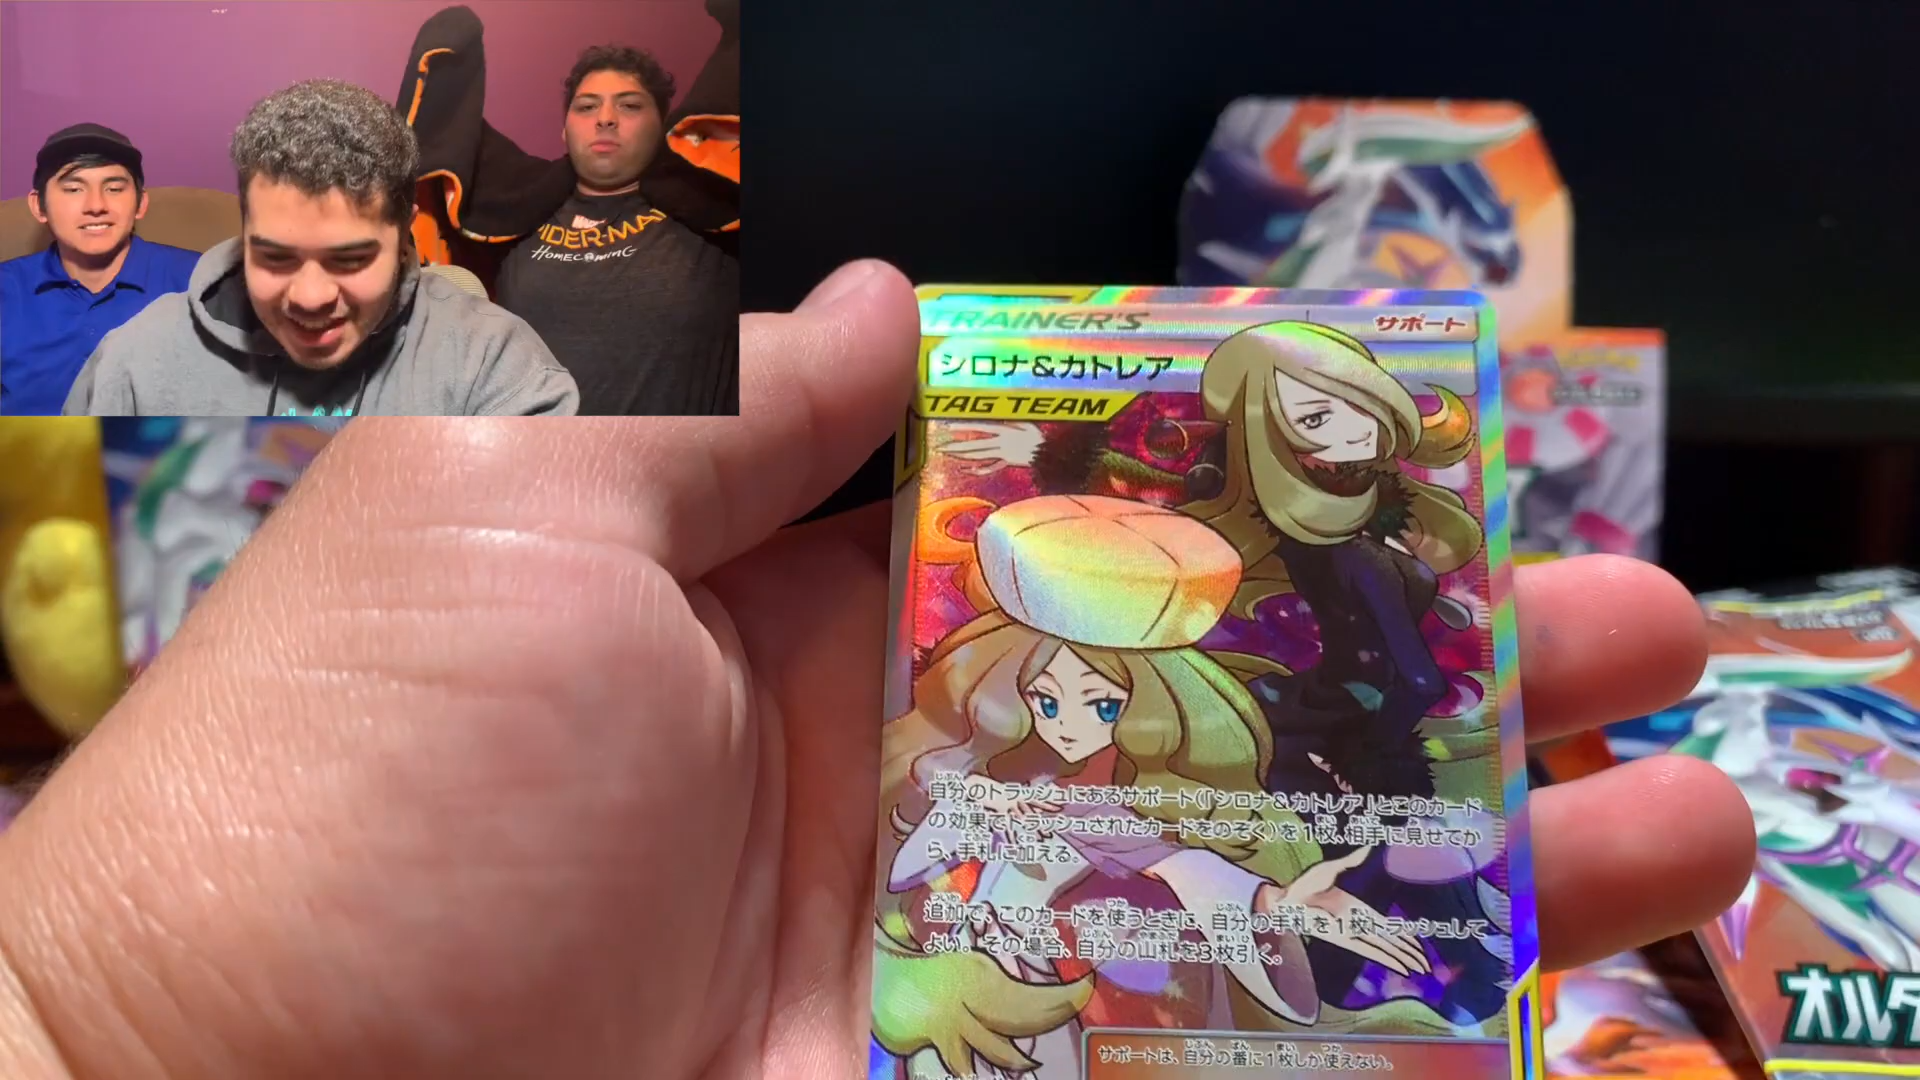 MARVEL
IDER-MAN
HOMECOMING
TRAINER'S
サポート
シロナ&カトレア
TAG TEAM
自分のトラッシュにあるサポート(「シロナ&カトレア」とこのカード
の効果でトラッシュされたカードをのぞく)を1枚、相手に見せてか
ら、手札に加える。
追加で、このカードを使うときに、自分の手札を1枚トラッシュして
よい。その場合、自分の山札を3枚引く。
サポートは、自分の番に1枚しか使えない。
オルタ